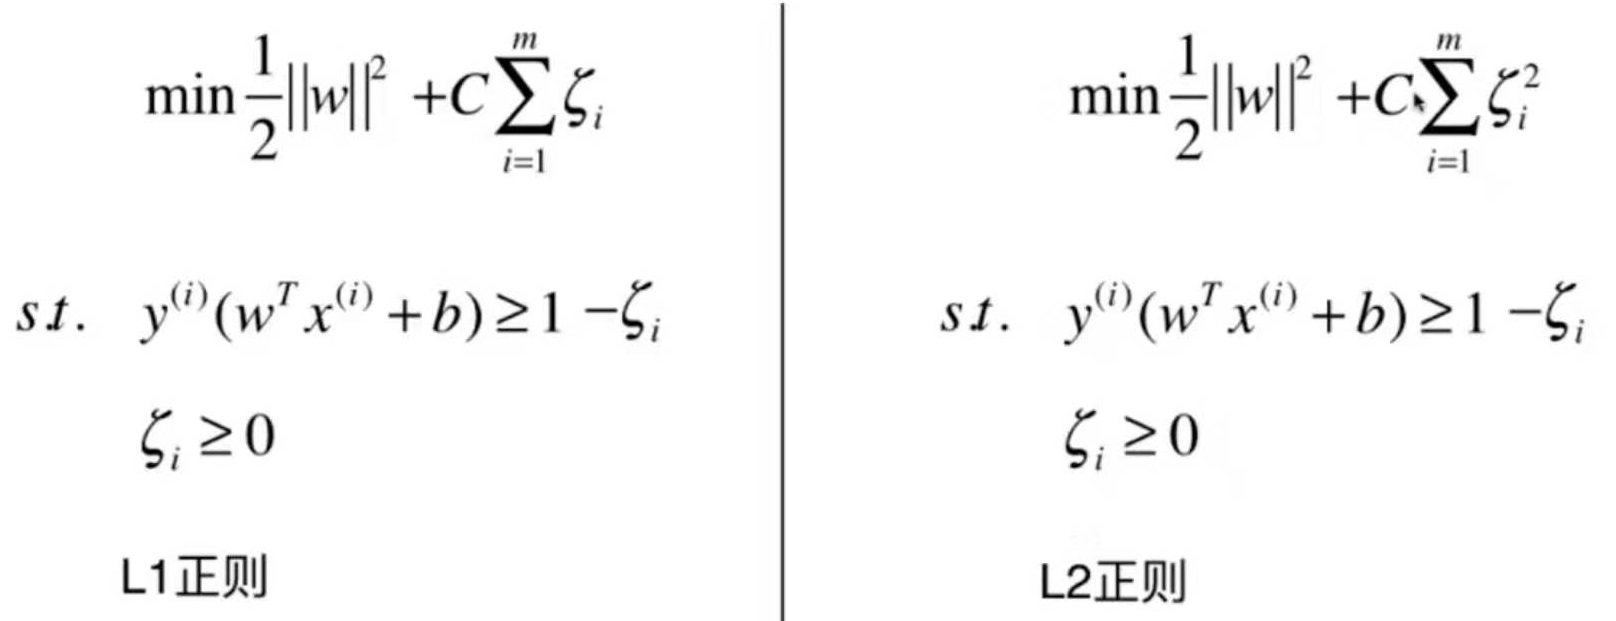 min 1/2 ||w||² + C ∑_{i=1}^{m} ζ_i
s.t. y^{(i)}(w^T x^{(i)} + b) ≥ 1 − ζ_i
ζ_i ≥ 0
L1正则
min 1/2 ||w||² + C ∑_{i=1}^{m} ζ_i²
s.t. y^{(i)}(w^T x^{(i)} + b) ≥ 1 − ζ_i
ζ_i ≥ 0
L2正则